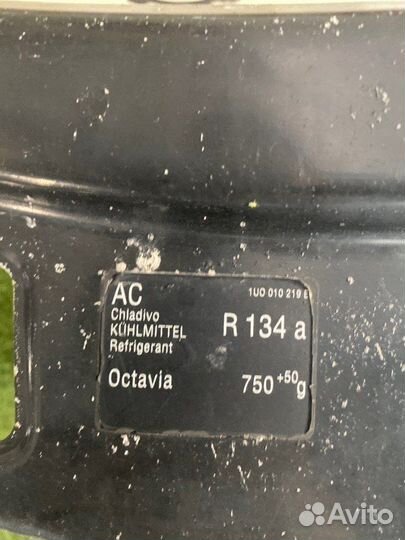 AC 1U0 010 219 E
Chladivo
KÜHLMITTEL R 134 a
Refrigerant
Octavia 750 +50 g
Avito